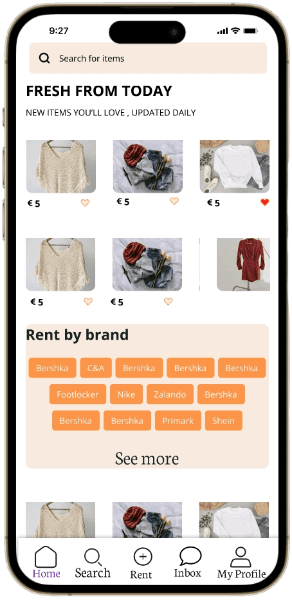 9:27
Search for items
FRESH FROM TODAY
NEW ITEMS YOU'LL LOVE , UPDATED DAILY
€ 5 € 5 € 5
€ 5 € 5
Rent by brand
Bershka C&A Bershka Bershka Bershka
Footlocker Nike Zalando Bershka
Bershka Bershka Primark Shein
See more
Home Search Rent Inbox My Profile